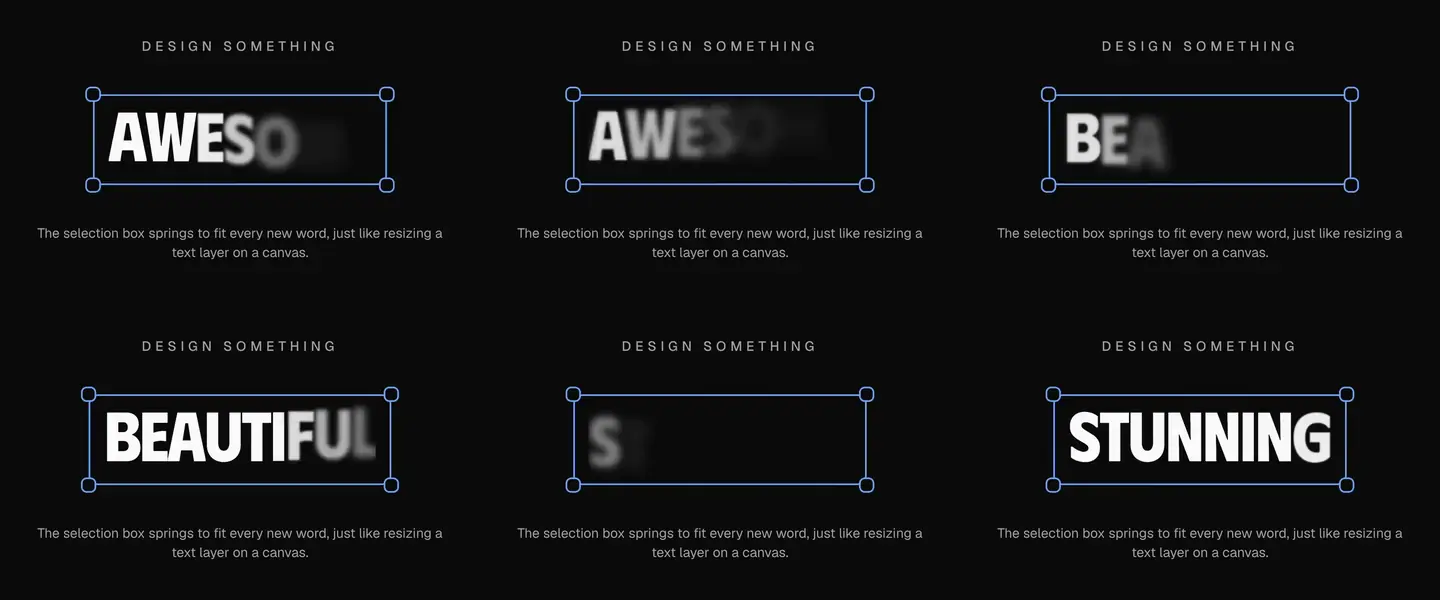 DESIGN SOMETHING
AWESO
The selection box springs to fit every new word, just like resizing a
text layer on a canvas.
DESIGN SOMETHING
AWESO
The selection box springs to fit every new word, just like resizing a
text layer on a canvas.
DESIGN SOMETHING
BEA
The selection box springs to fit every new word, just like resizing a
text layer on a canvas.
DESIGN SOMETHING
BEAUTIFUL
The selection box springs to fit every new word, just like resizing a
text layer on a canvas.
DESIGN SOMETHING
S
The selection box springs to fit every new word, just like resizing a
text layer on a canvas.
DESIGN SOMETHING
STUNNING
The selection box springs to fit every new word, just like resizing a
text layer on a canvas.